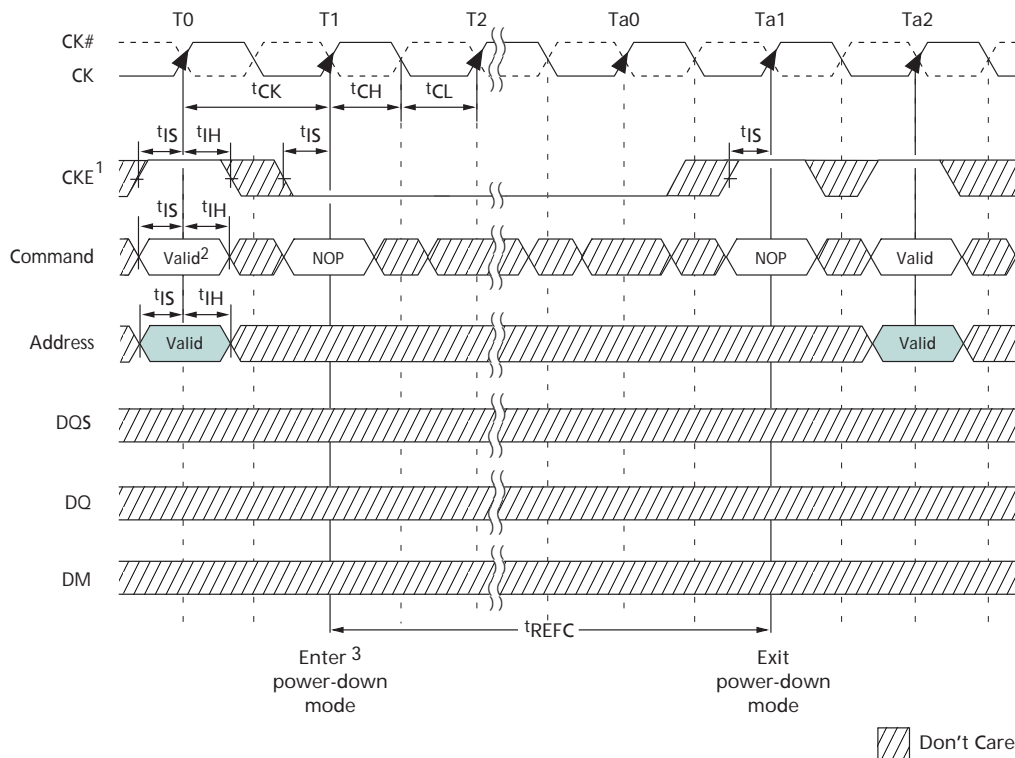 T0 T1 T2 Ta0 Ta1 Ta2
CK#
CK
tCK tCH tCL
tIS tIH tIS tIS
CKE1
tIS tIH
Command Valid2 NOP NOP Valid
tIS tIH
Address Valid Valid
DQS
DQ
DM
tREFC
Enter 3
power-down
mode
Exit
power-down
mode
Don't Care